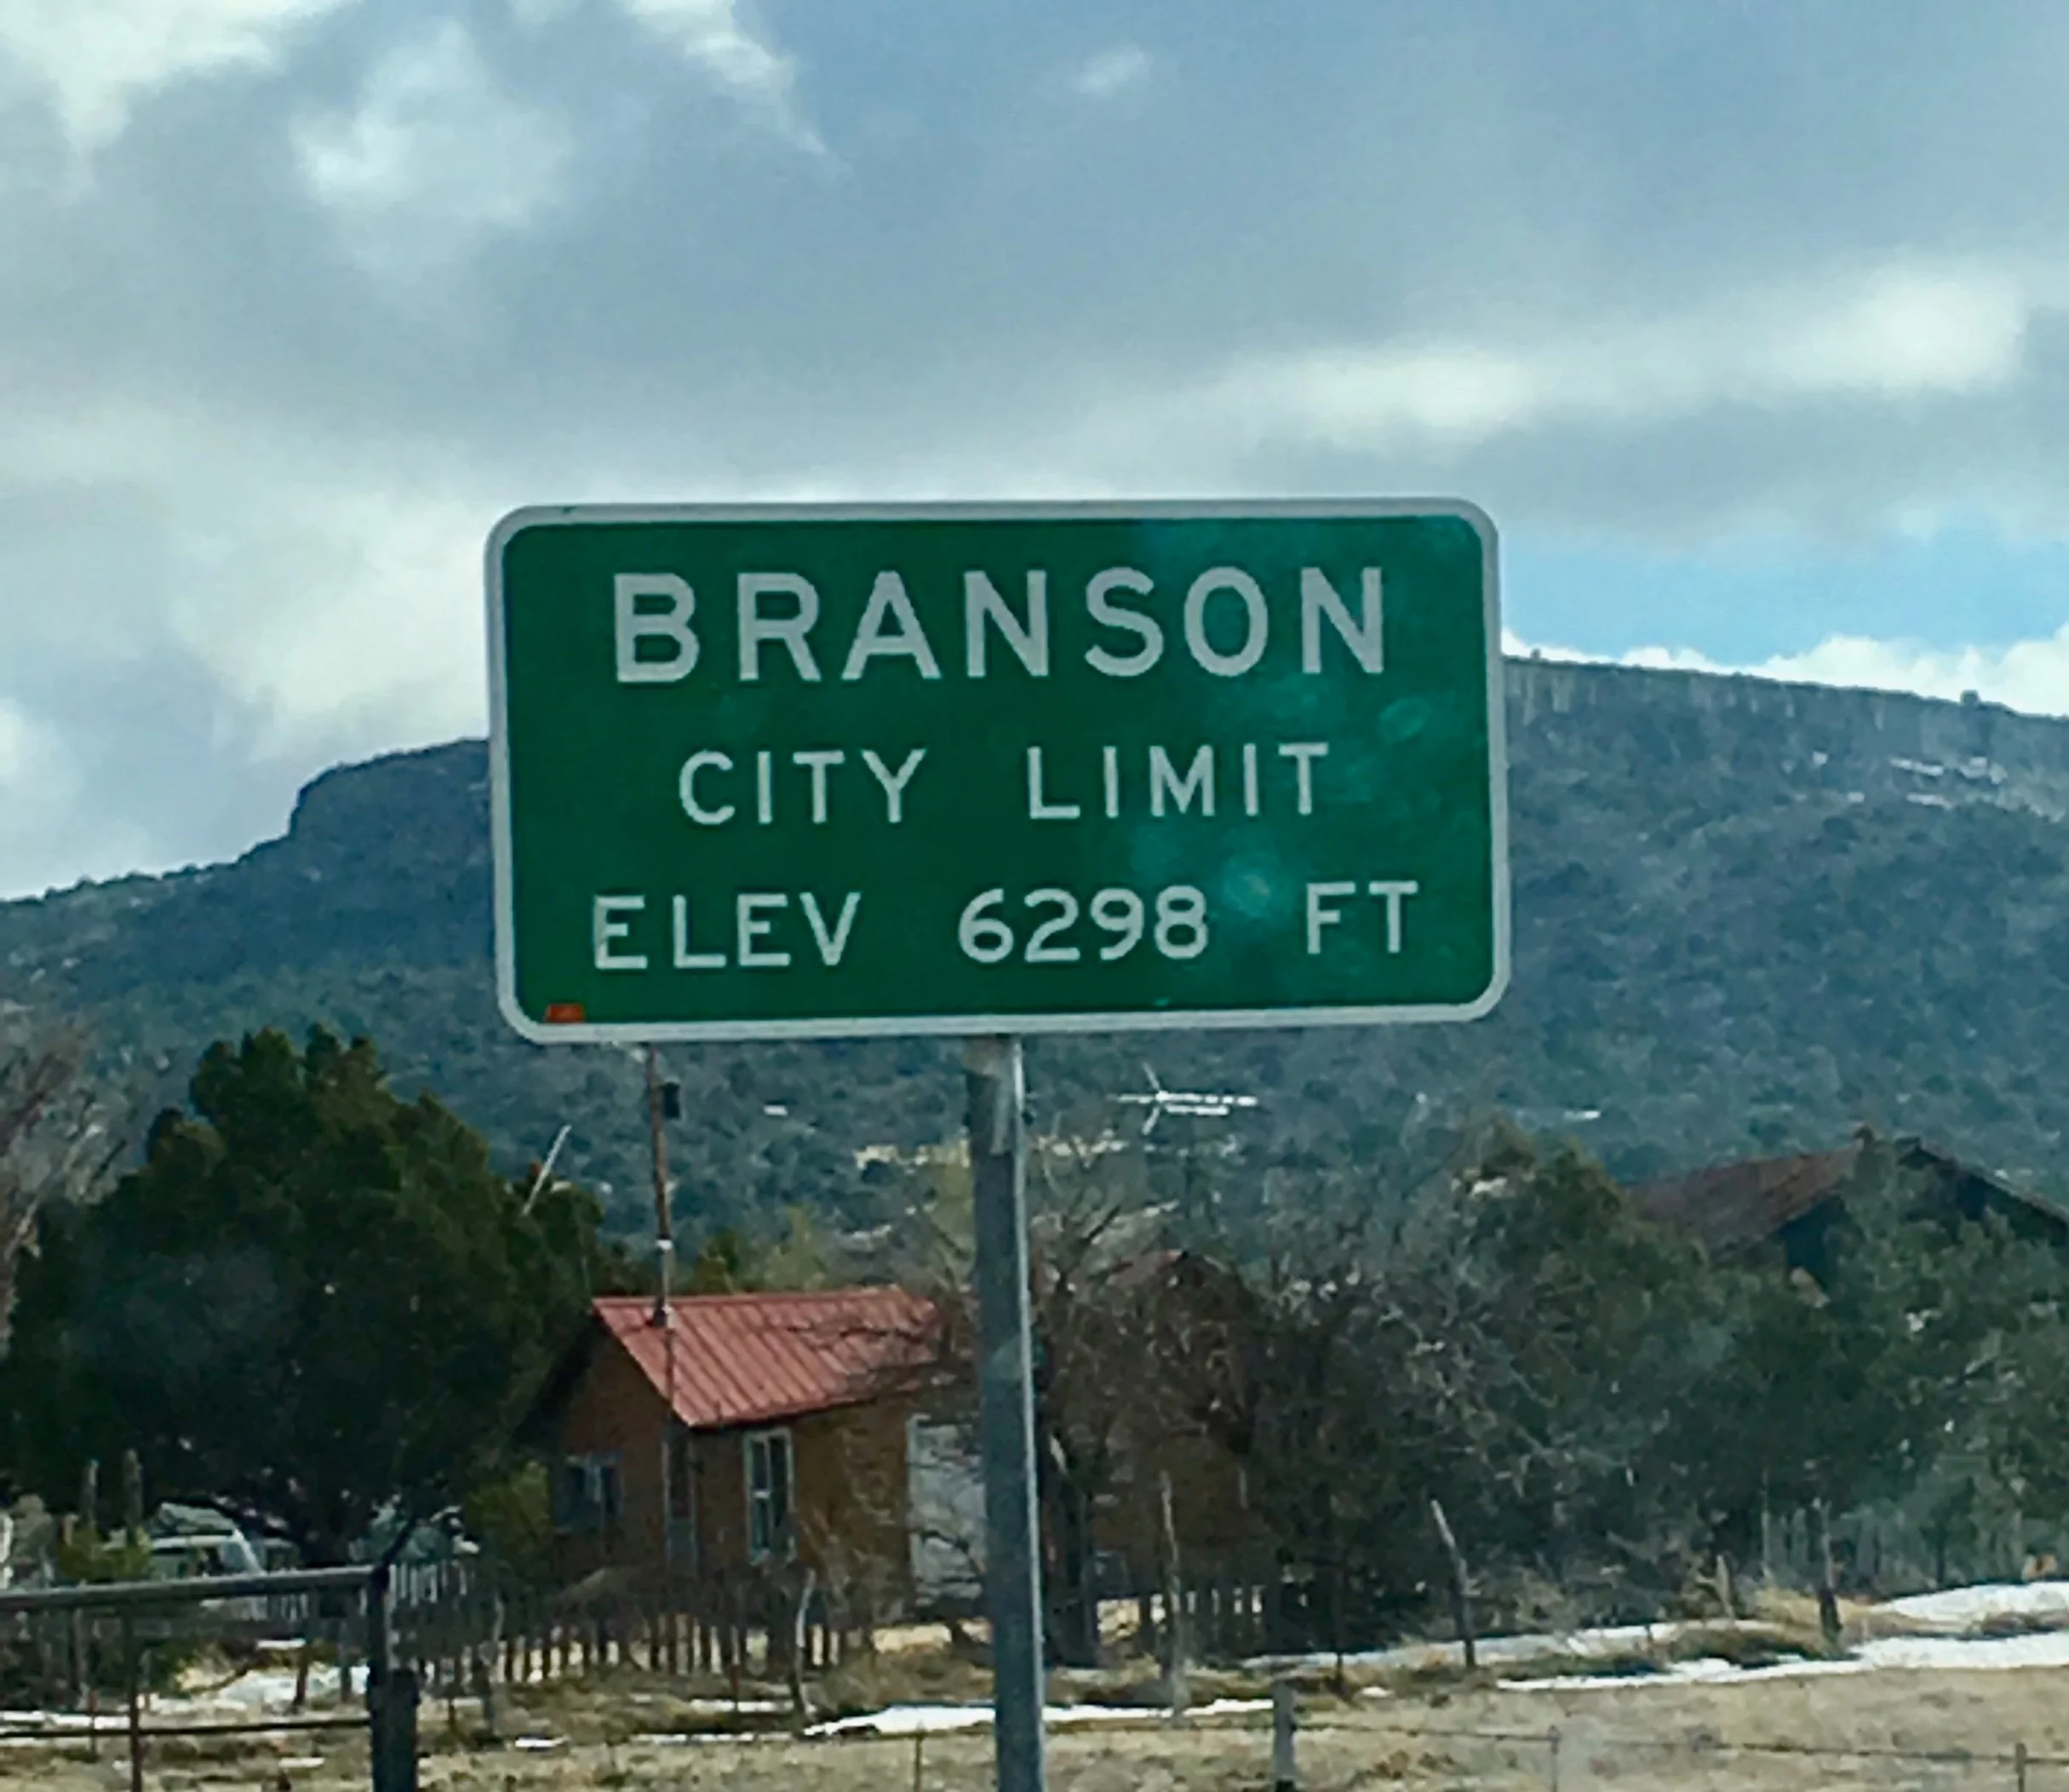 BRANSON
CITY LIMIT
ELEV 6298 FT